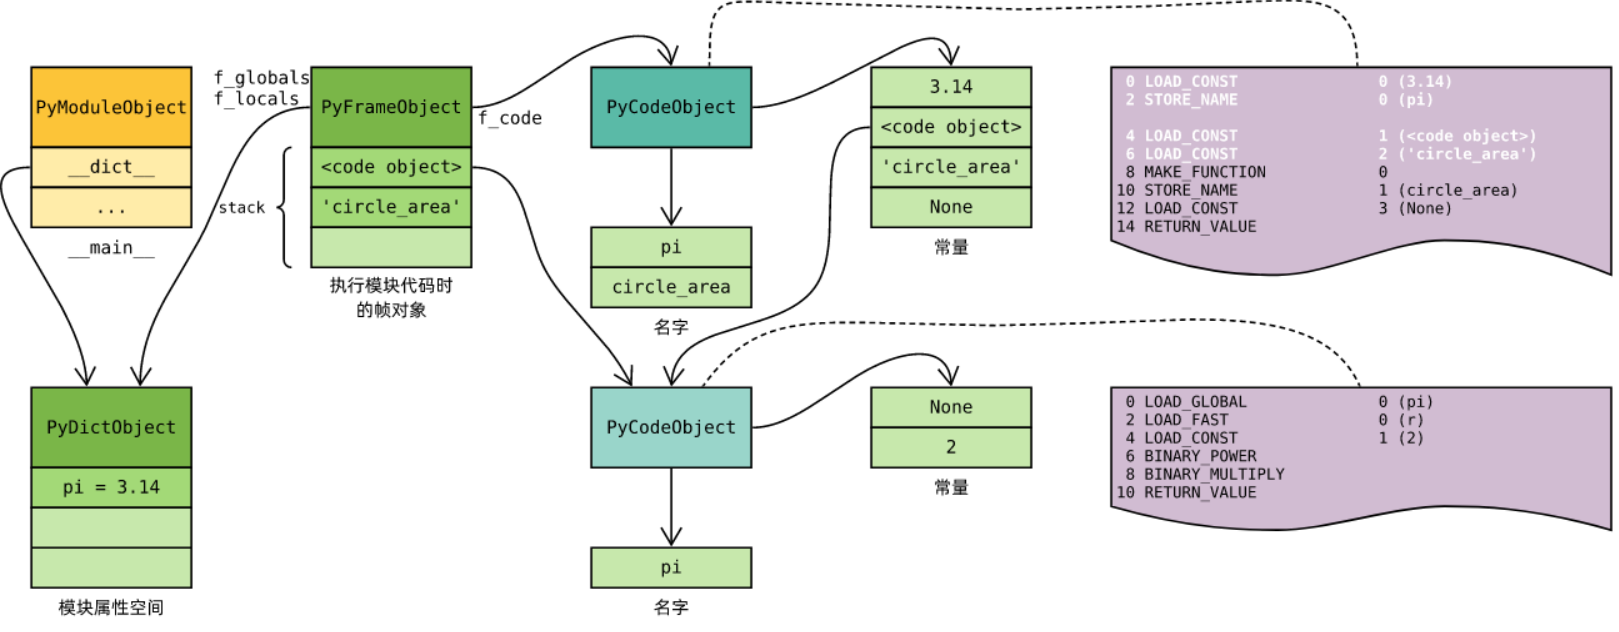 PyModuleObject
__dict__
...
__main__
f_globals
f_locals
PyFrameObject
f_code
stack
<code object>
'circle_area'
执行模块代码时
的帧对象
PyCodeObject
pi
circle_area
名字
3.14
<code object>
'circle_area'
None
常量
0 LOAD_CONST 0 (3.14)
2 STORE_NAME 0 (pi)
4 LOAD_CONST 1 (<code object>)
6 LOAD_CONST 2 ('circle_area')
8 MAKE_FUNCTION 0
10 STORE_NAME 1 (circle_area)
12 LOAD_CONST 3 (None)
14 RETURN_VALUE
PyDictObject
pi = 3.14
模块属性空间
PyCodeObject
pi
名字
None
2
常量
0 LOAD_GLOBAL 0 (pi)
2 LOAD_FAST 0 (r)
4 LOAD_CONST 1 (2)
6 BINARY_POWER
8 BINARY_MULTIPLY
10 RETURN_VALUE